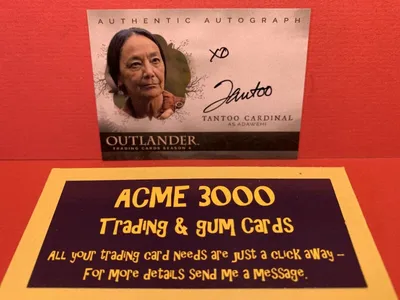 AUTHENTIC AUTOGRAPH
XO
Tantoo
TANTOO CARDINAL
AS ADAWEHI
OUTLANDER
TRADING CARDS SEASON 4
ACME 3000
Trading & Gum Cards
All your trading card needs are just a click away –
For more details send me a message.